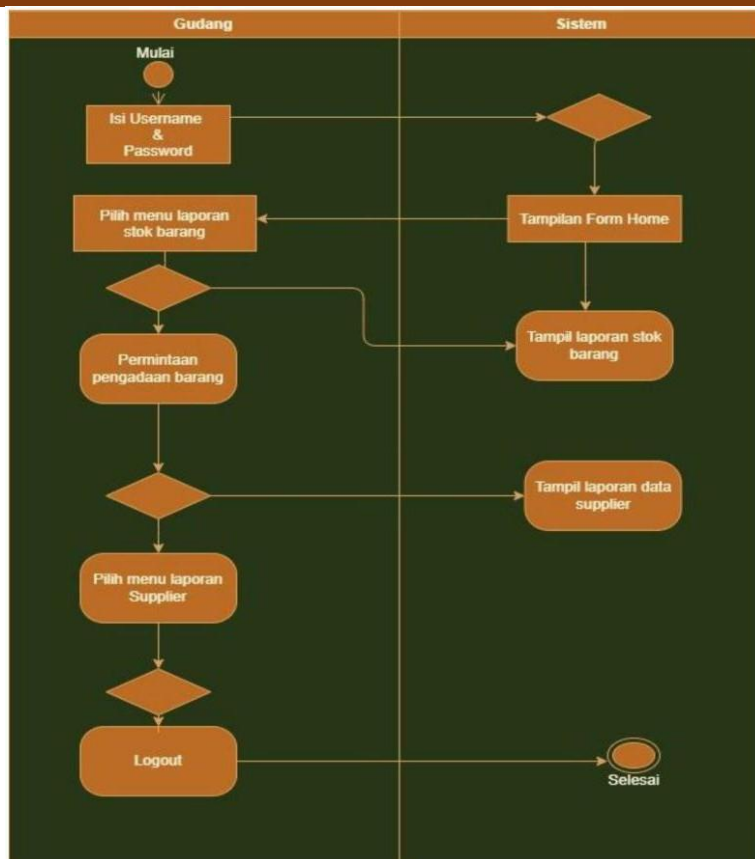 Gudang
Sistem
Mulai
Isi Username
&
Password
Pilih menu laporan
stok barang
Tampilan Form Home
Permintaan
pengadaan barang
Tampil laporan stok
barang
Tampil laporan data
supplier
Pilih menu laporan
Supplier
Logout
Selesai